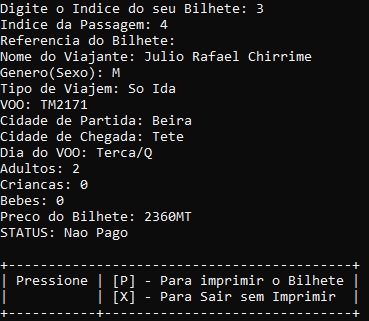 Digite o Indice do seu Bilhete: 3
Indice da Passagem: 4
Referencia do Bilhete:
Nome do Viajante: Julio Rafael Chirrime
Genero(Sexo): M
Tipo de Viajem: So Ida
VOO: TM2171
Cidade de Partida: Beira
Cidade de Chegada: Tete
Dia do VOO: Terca/Q
Adultos: 2
Criancas: 0
Bebes: 0
Preco do Bilhete: 2360MT
STATUS: Nao Pago
+-------------------------------------------+
| Pressione | [P] - Para imprimir o Bilhete |
|           | [X] - Para Sair sem Imprimir  |
+-----------+-------------------------------+